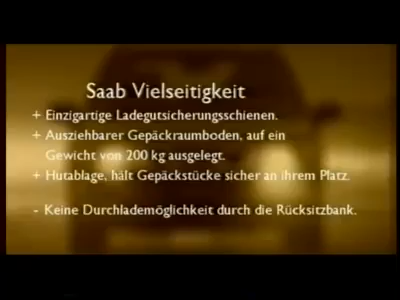 Saab Vielseitigkeit
+ Einzigartige Ladegutsicherungsschienen.
+ Ausziehbarer Gepäckraumboden, auf ein
Gewicht von 200 kg ausgelegt.
+ Hutablage, hält Gepäckstücke sicher an ihrem Platz.
- Keine Durchlademöglichkeit durch die Rücksitzbank.